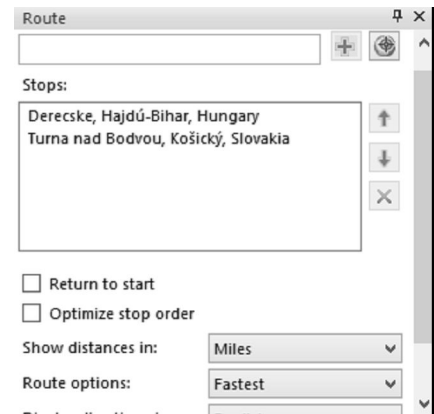 Route
Stops:
Derecske, Hajdú-Bihar, Hungary
Turna nad Bodvou, Košický, Slovakia
Return to start
Optimize stop order
Show distances in: Miles
Route options: Fastest